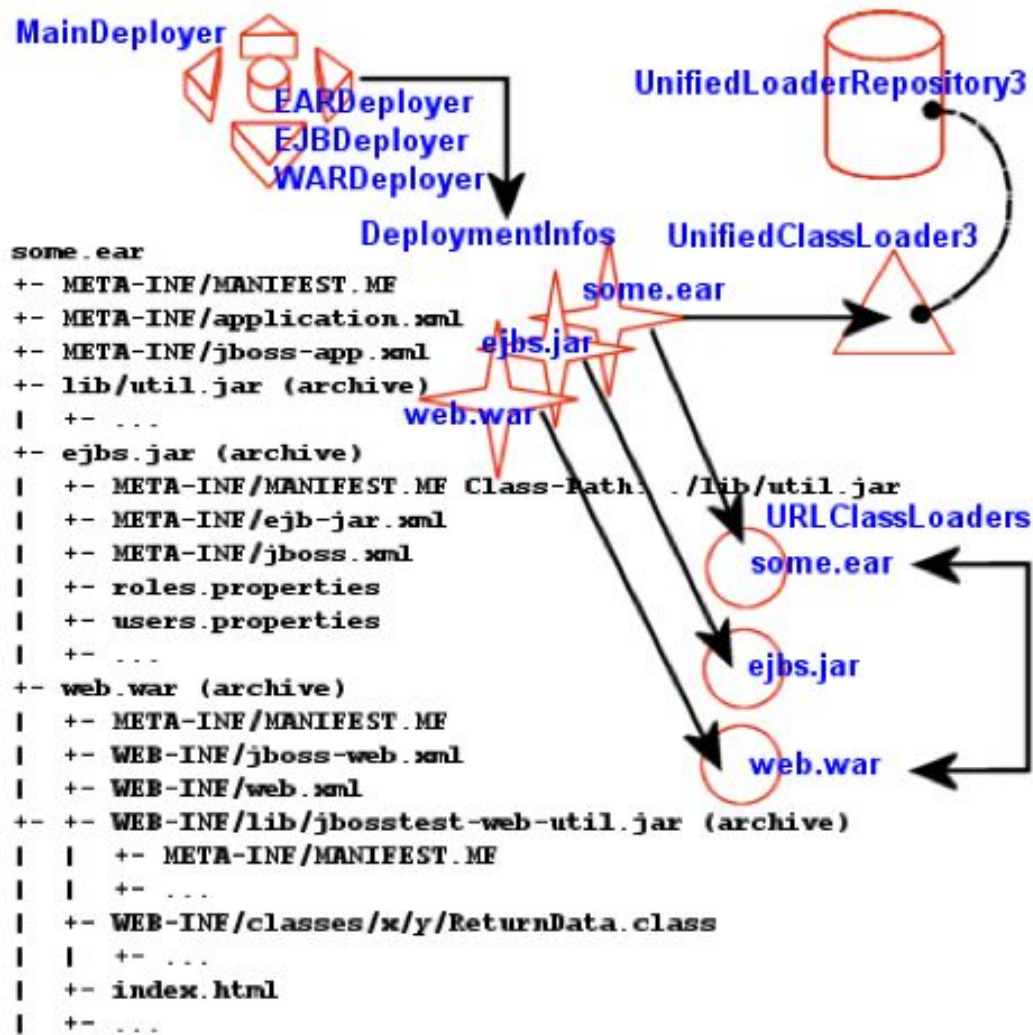 MainDeployer
EARDeployer
EJBDeployer
WARDeployer
UnifiedLoaderRepository3
DeploymentInfos
UnifiedClassLoader3
some.ear
ejbs.jar
web.war
URLClassLoaders
some.ear
ejbs.jar
web.war
some.ear
+- META-INF/MANIFEST.MF
+- META-INF/application.xml
+- META-INF/jboss-app.xml
+- lib/util.jar (archive)
| +- ...
+- ejbs.jar (archive)
| +- META-INF/MANIFEST.MF Class-Path: ./lib/util.jar
| +- META-INF/ejb-jar.xml
| +- META-INF/jboss.xml
| +- roles.properties
| +- users.properties
| +- ...
+- web.war (archive)
| +- META-INF/MANIFEST.MF
| +- WEB-INF/jboss-web.xml
| +- WEB-INF/web.xml
+- +- WEB-INF/lib/jbosstest-web-util.jar (archive)
| | +- META-INF/MANIFEST.MF
| | +- ...
| +- WEB-INF/classes/x/y/ReturnData.class
| | +- ...
| +- index.html
| +- ...